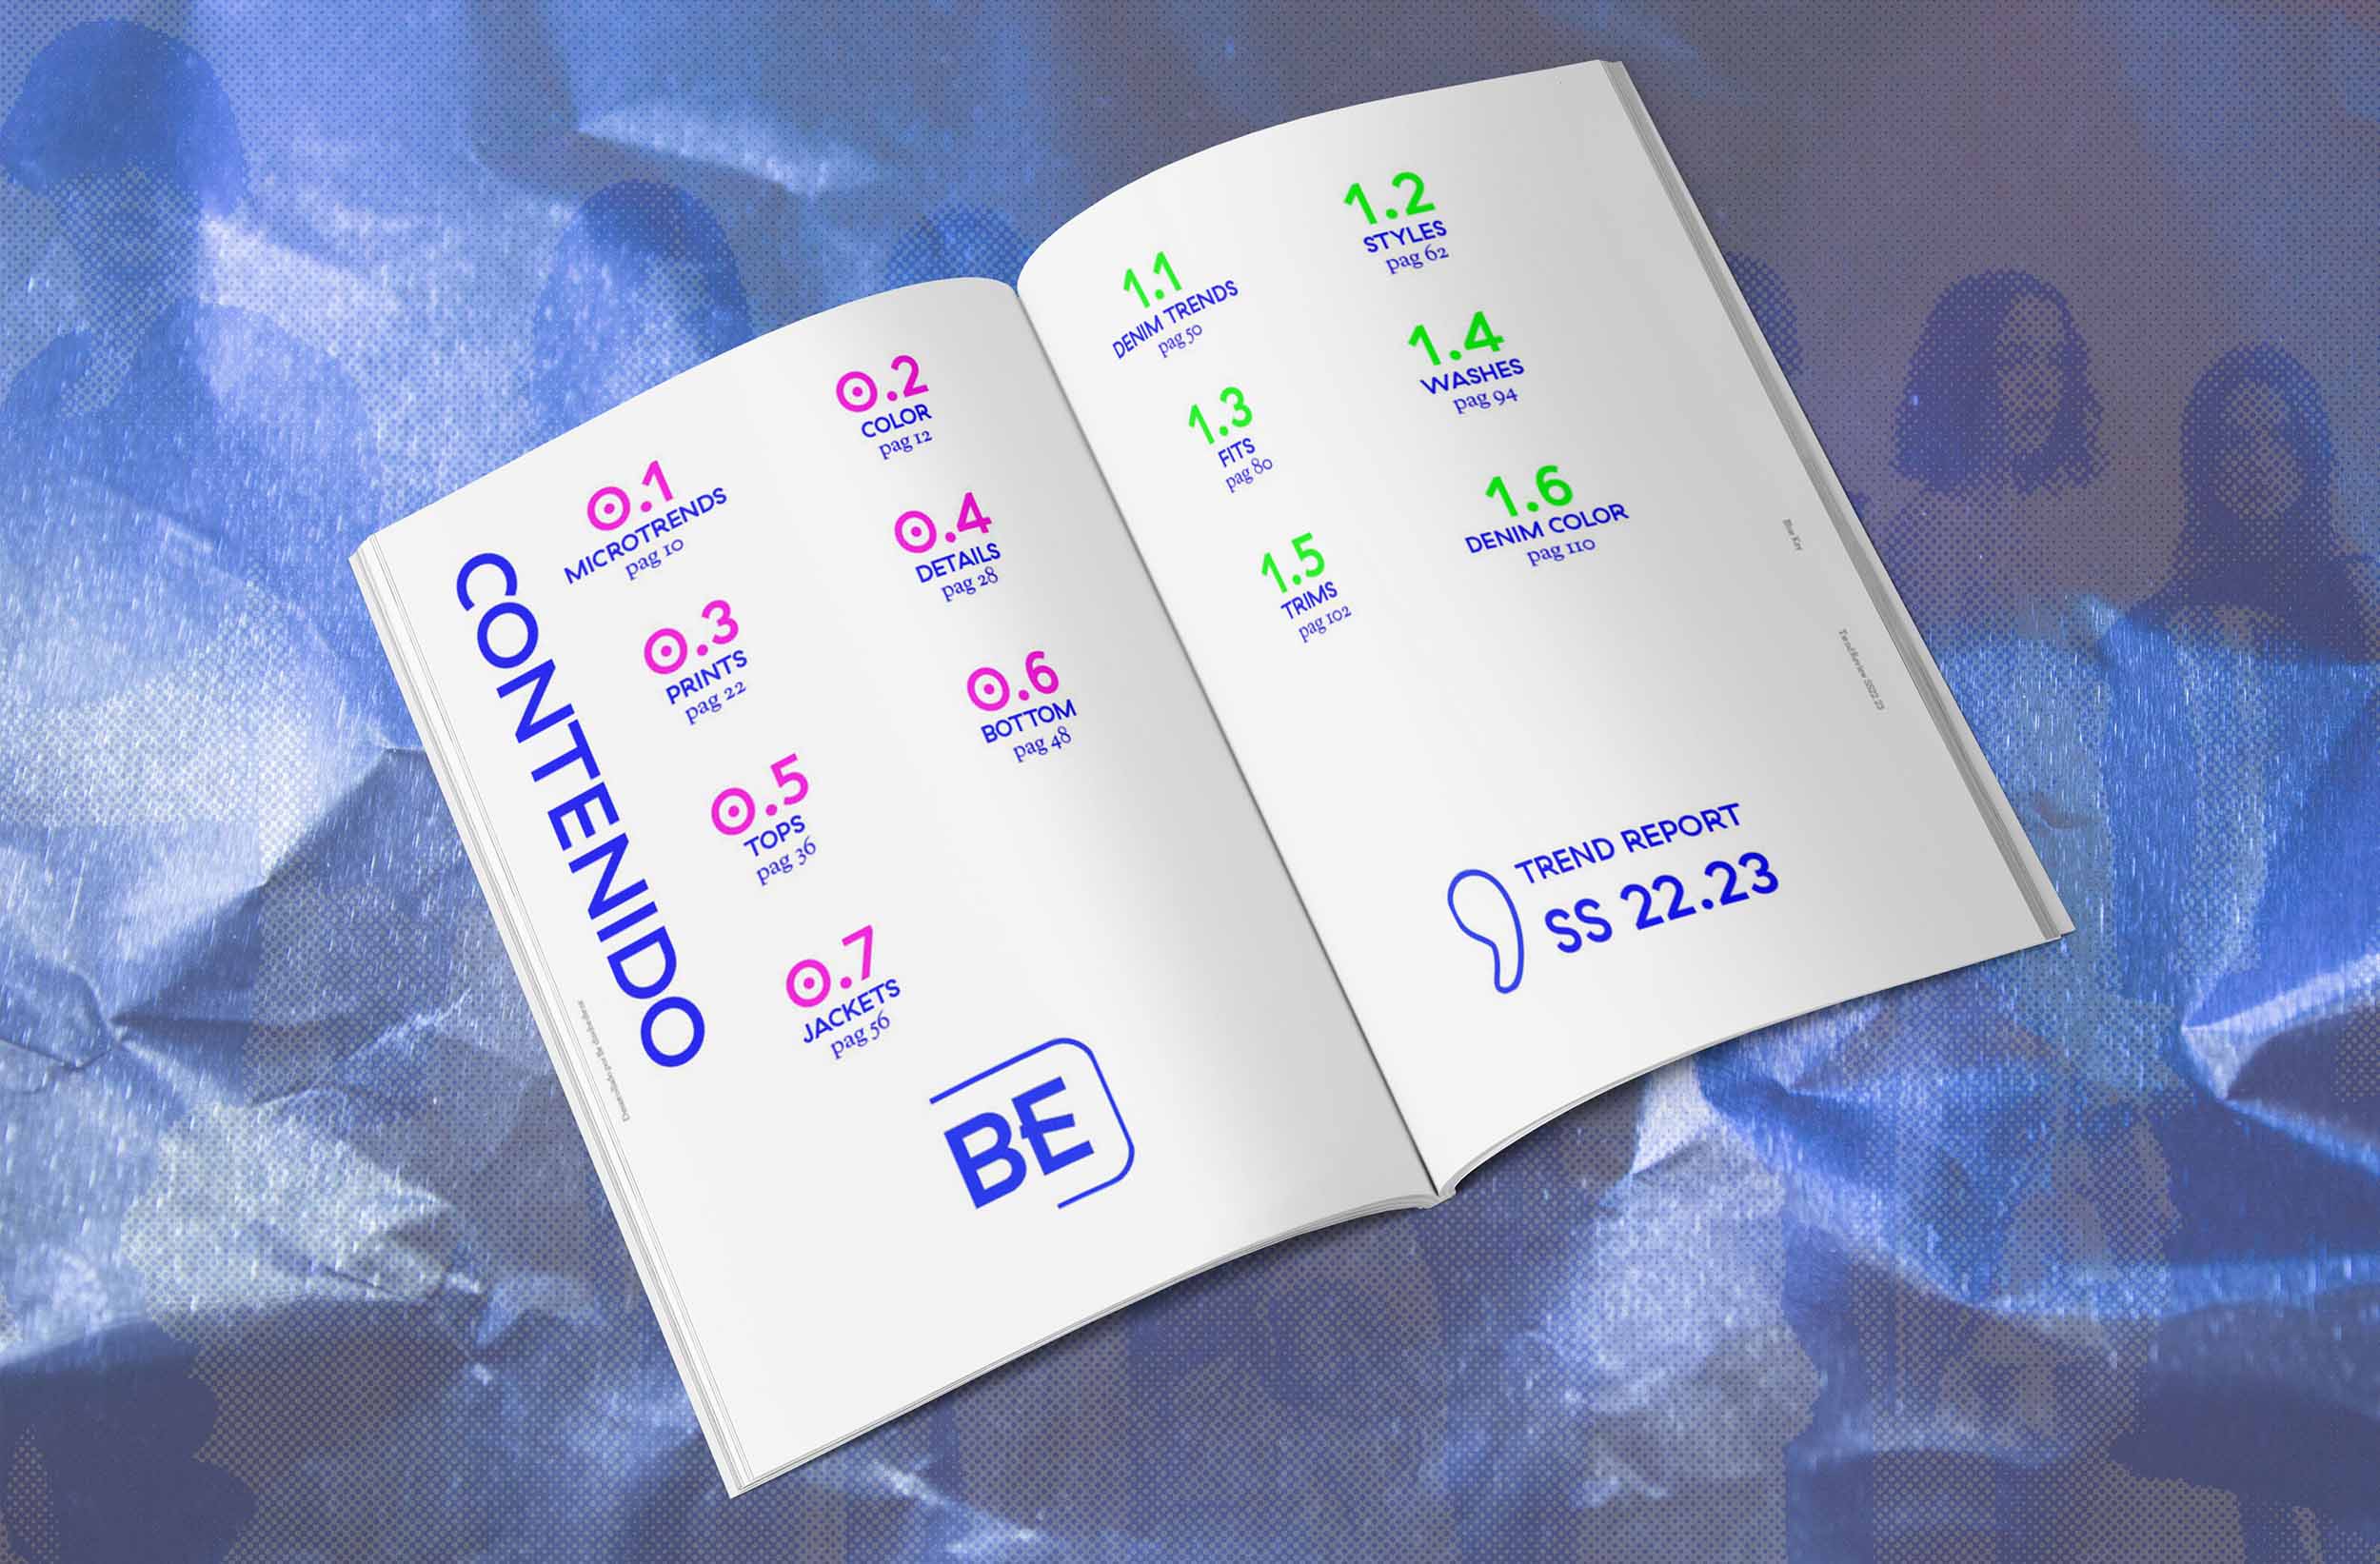 CONTENIDO
0.1
MICROTRENDS
pag 10
0.2
COLOR
pag 12
0.3
PRINTS
pag 22
0.4
DETAILS
pag 28
0.5
TOPS
pag 36
0.6
BOTTOM
pag 48
0.7
JACKETS
pag 56
BE
1.1
DENIM TRENDS
pag 50
1.2
STYLES
pag 62
1.3
FITS
pag 80
1.4
WASHES
pag 94
1.5
TRIMS
pag 102
1.6
DENIM COLOR
pag 110
TREND REPORT
SS 22.23